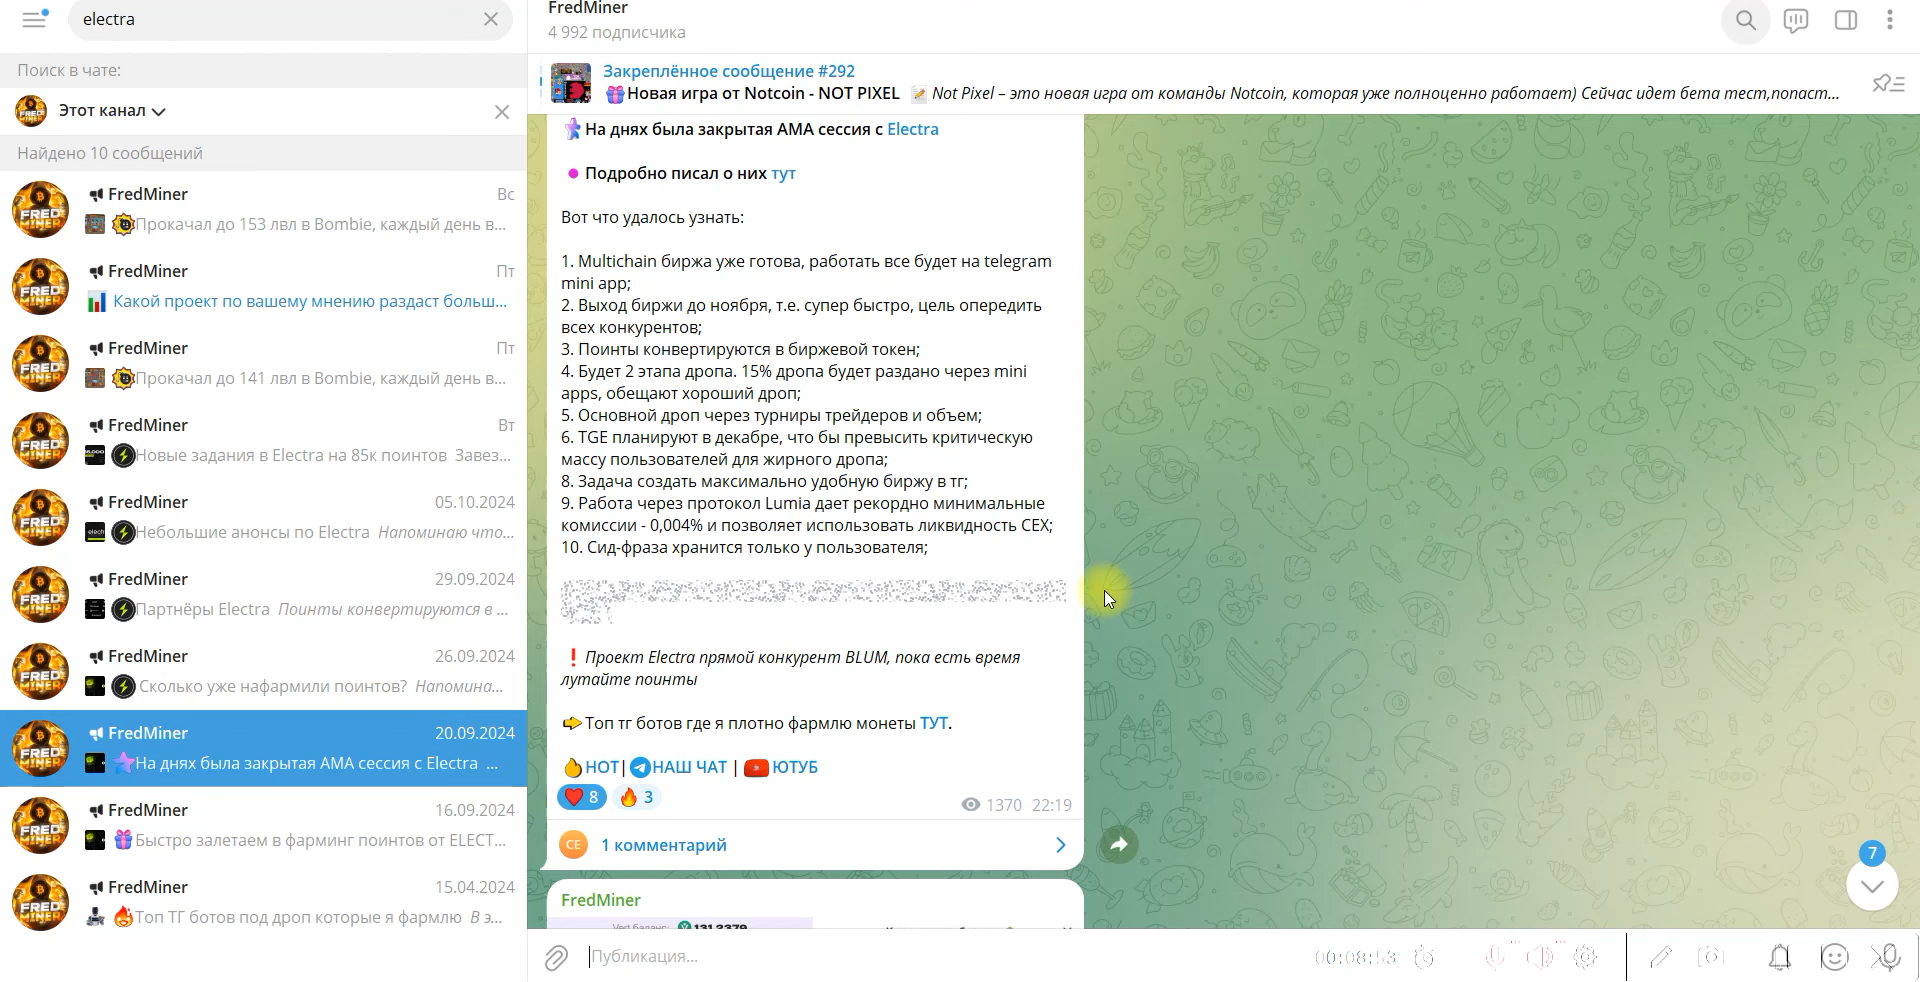 electra
Поиск в чате:
Этот канал
Найдено 10 сообщений
FredMiner
Вс
Прокачал до 153 лвл в Bombie, каждый день в...
FredMiner
Пт
Какой проект по вашему мнению раздаст больш...
FredMiner
Пт
Прокачал до 141 лвл в Bombie, каждый день в...
FredMiner
Вт
Новые задания в Electra на 85к поинтов Завез...
FredMiner
05.10.2024
Небольшие анонсы по Electra Напоминаю что...
FredMiner
29.09.2024
Партнёры Electra Поинты конвертируются в ...
FredMiner
26.09.2024
Сколько уже нафармили поинтов? Напомина...
FredMiner
20.09.2024
На днях была закрытая АМА сессия с Electra ...
FredMiner
16.09.2024
Быстро залетаем в фарминг поинтов от ELECT...
FredMiner
15.04.2024
Топ ТГ ботов под дроп которые я фармлю В э...
FredMiner
4 992 подписчика
Закреплённое сообщение #292
Новая игра от Notcoin - NOT PIXEL Not Pixel – это новая игра от команды Notcoin, которая уже полноценно работает) Сейчас идет бета тест,попаст...
На днях была закрытая АМА сессия с Electra
Подробно писал о них тут
Вот что удалось узнать:
1. Multichain биржа уже готова, работать все будет на telegram
mini app;
2. Выход биржи до ноября, т.е. супер быстро, цель опередить
всех конкурентов;
3. Поинты конвертируются в биржевой токен;
4. Будет 2 этапа дропа. 15% дропа будет раздано через mini
apps, обещают хороший дроп;
5. Основной дроп через турниры трейдеров и объем;
6. TGE планируют в декабре, что бы превысить критическую
массу пользователей для жирного дропа;
8. Задача создать максимально удобную биржу в тг;
9. Работа через протокол Lumia дает рекордно минимальные
комиссии - 0,004% и позволяет использовать ликвидность CEX;
10. Сид-фраза хранится только у пользователя;
Проект Electra прямой конкурент BLUM, пока есть время
лутайте поинты
Топ тг ботов где я плотно фармлю монеты ТУТ.
НОТ| НАШ ЧАТ | ЮТУБ
8 3
1370 22:19
CE 1 комментарий
7
FredMiner
131.2379
Публикация...
00:08:53